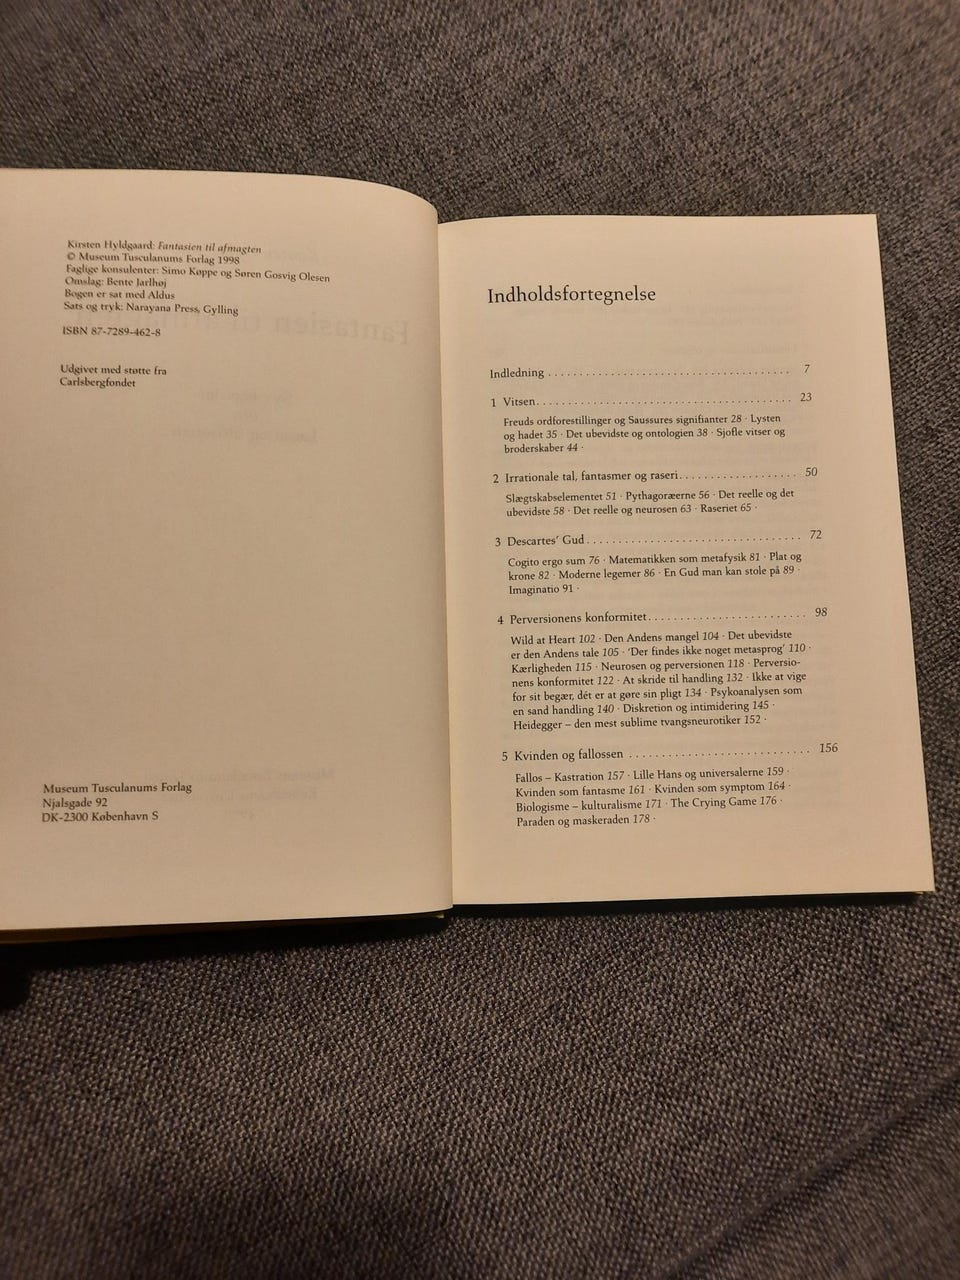 Kirsten Hyldgaard: Fantasien til afmagten
© Museum Tusculanums Forlag 1998
Faglige konsulenter: Simo Køppe og Søren Gosvig Olesen
Omslag: Bente Jarlhøj
Bogen er sat med Aldus
Sats og tryk: Narayana Press, Gylling
ISBN 87-7289-462-8
Udgivet med støtte fra
Carlsbergfondet
Museum Tusculanums Forlag
Njalsgade 92
DK-2300 København S
Indholdsfortegnelse
Indledning . . . . . . . . . . . . . . . . . . . . . . . . . . . . . . . . . . . . . . 7
1 Vitsen. . . . . . . . . . . . . . . . . . . . . . . . . . . . . . . . . . . . . . . . 23
Freuds ordforestillinger og Saussures signifianter 28 · Lysten
og hadet 35 · Det ubevidste og ontologien 38 · Sjofle vitser og
broderskaber 44 ·
2 Irrationale tal, fantasmer og raseri. . . . . . . . . . . . . . . . . . . 50
Slægtskabselementet 51 · Pythagoræerne 56 · Det reelle og det
ubevidste 58 · Det reelle og neurosen 63 · Raseriet 65 ·
3 Descartes' Gud . . . . . . . . . . . . . . . . . . . . . . . . . . . . . . . . . . 72
Cogito ergo sum 76 · Matematikken som metafysik 81 · Plat og
krone 82 · Moderne legemer 86 · En Gud man kan stole på 89 ·
Imaginatio 91 ·
4 Perversionens konformitet. . . . . . . . . . . . . . . . . . . . . . . . . 98
Wild at Heart 102 · Den Andens mangel 104 · Det ubevidste
er den Andens tale 105 · 'Der findes ikke noget metasprog' 110 ·
Kærligheden 115 · Neurosen og perversionen 118 · Perversio-
nens konformitet 122 · At skride til handling 132 · Ikke at vige
for sit begær, dét er at gøre sin pligt 134 · Psykoanalysen som
en sand handling 140 · Diskretion og intimidering 145 ·
Heidegger – den mest sublime tvangsneurotiker 152 ·
5 Kvinden og fallossen . . . . . . . . . . . . . . . . . . . . . . . . . . . . . 156
Fallos – Kastration 157 · Lille Hans og universalerne 159 ·
Kvinden som fantasme 161 · Kvinden som symptom 164 ·
Biologisme – kulturalisme 171 · The Crying Game 176 ·
Paraden og maskeraden 178 ·